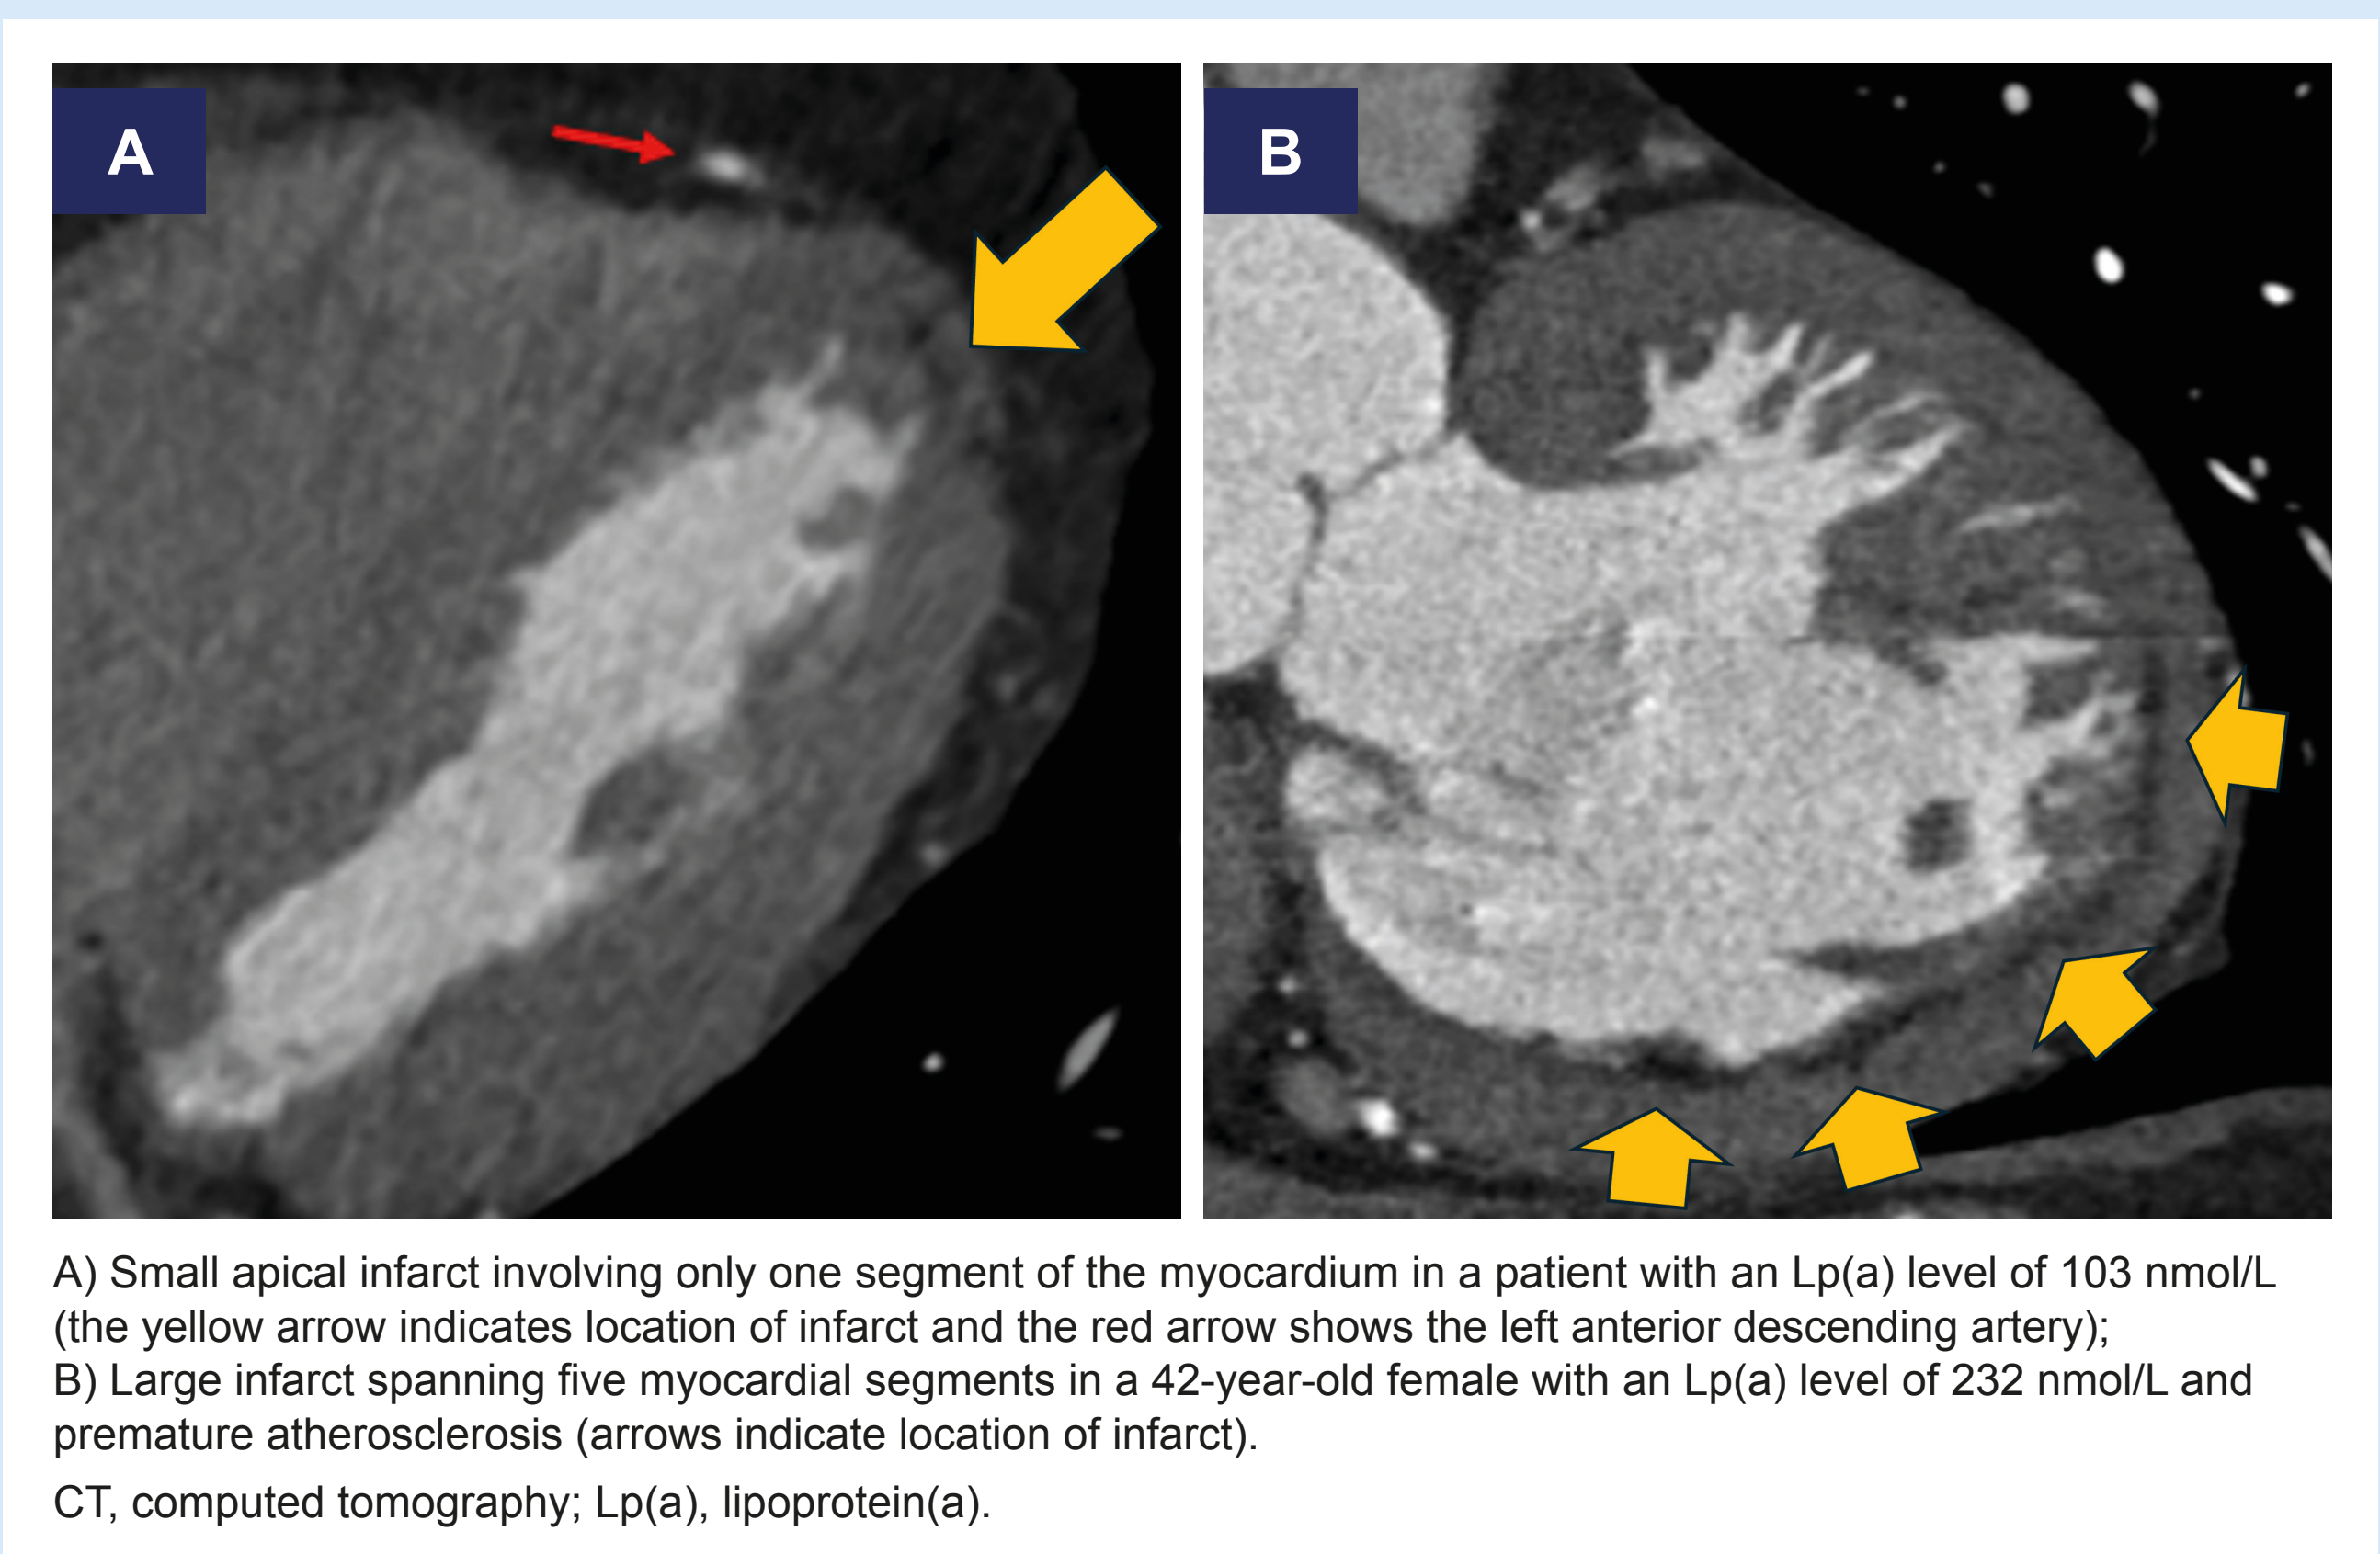 A
B
A) Small apical infarct involving only one segment of the myocardium in a patient with an Lp(a) level of 103 nmol/L
(the yellow arrow indicates location of infarct and the red arrow shows the left anterior descending artery);
B) Large infarct spanning five myocardial segments in a 42-year-old female with an Lp(a) level of 232 nmol/L and
premature atherosclerosis (arrows indicate location of infarct).
CT, computed tomography; Lp(a), lipoprotein(a).